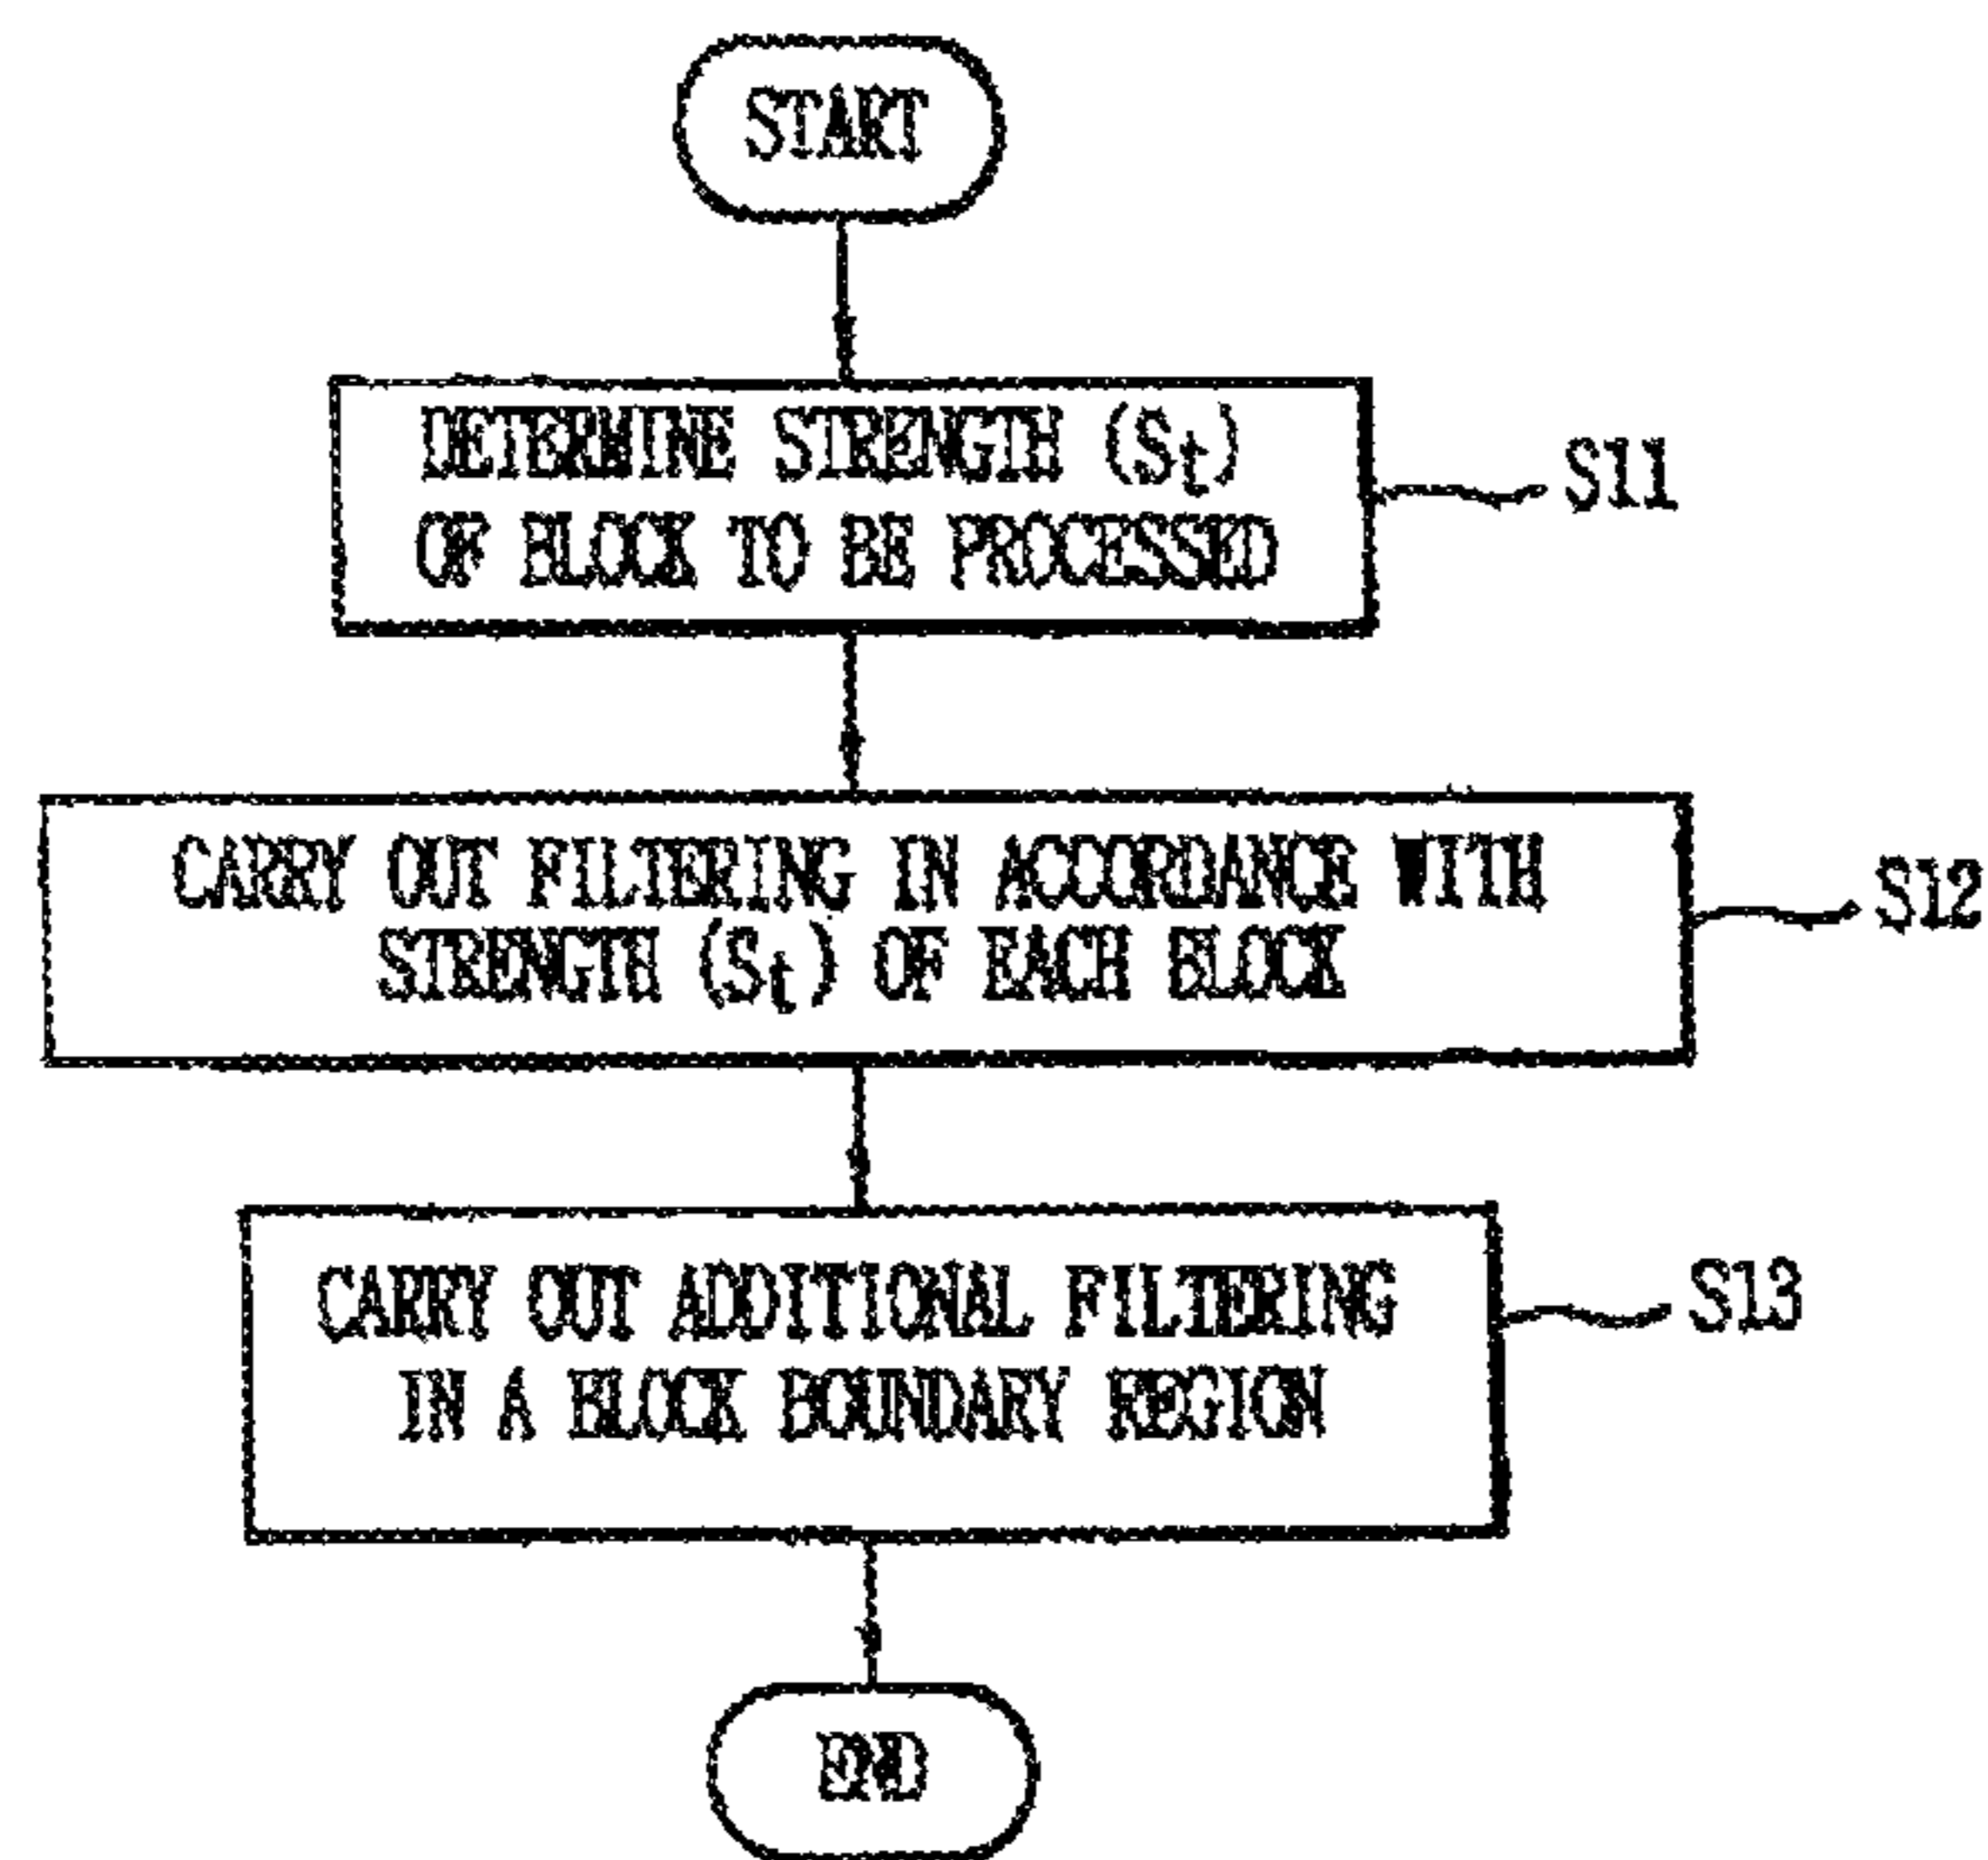 START
DETERMINE STRENGTH (St)
OF BLOCK TO BE PROCESSED
S11
CARRY OUT FILTERING IN ACCORDANCE WITH
STRENGTH (St) OF EACH BLOCK
S12
CARRY OUT ADDITIONAL FILTERING
IN A BLOCK BOUNDARY REGION
S13
END